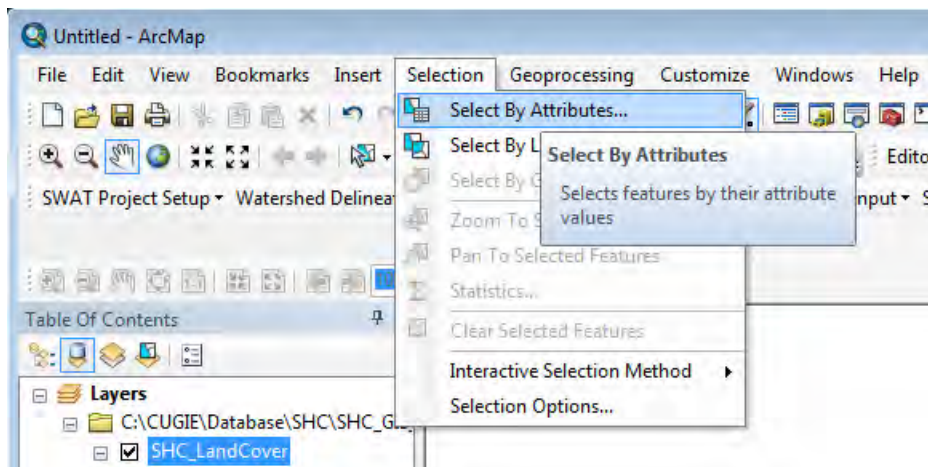 Untitled - ArcMap
File Edit View Bookmarks Insert Selection Geoprocessing Customize Windows Help
Select By Attributes...
Select By L
Select By Attributes
Edito
Select By G
Selects features by their attribute
SWAT Project Setup Watershed Delinea
nput
Zoom To S
values
Pan To Selected Features
Statistics...
Table Of Contents
Clear Selected Features
Interactive Selection Method
Layers
Selection Options...
C:\CUGIE\Database\SHC\SHC_G
SHC_LandCover